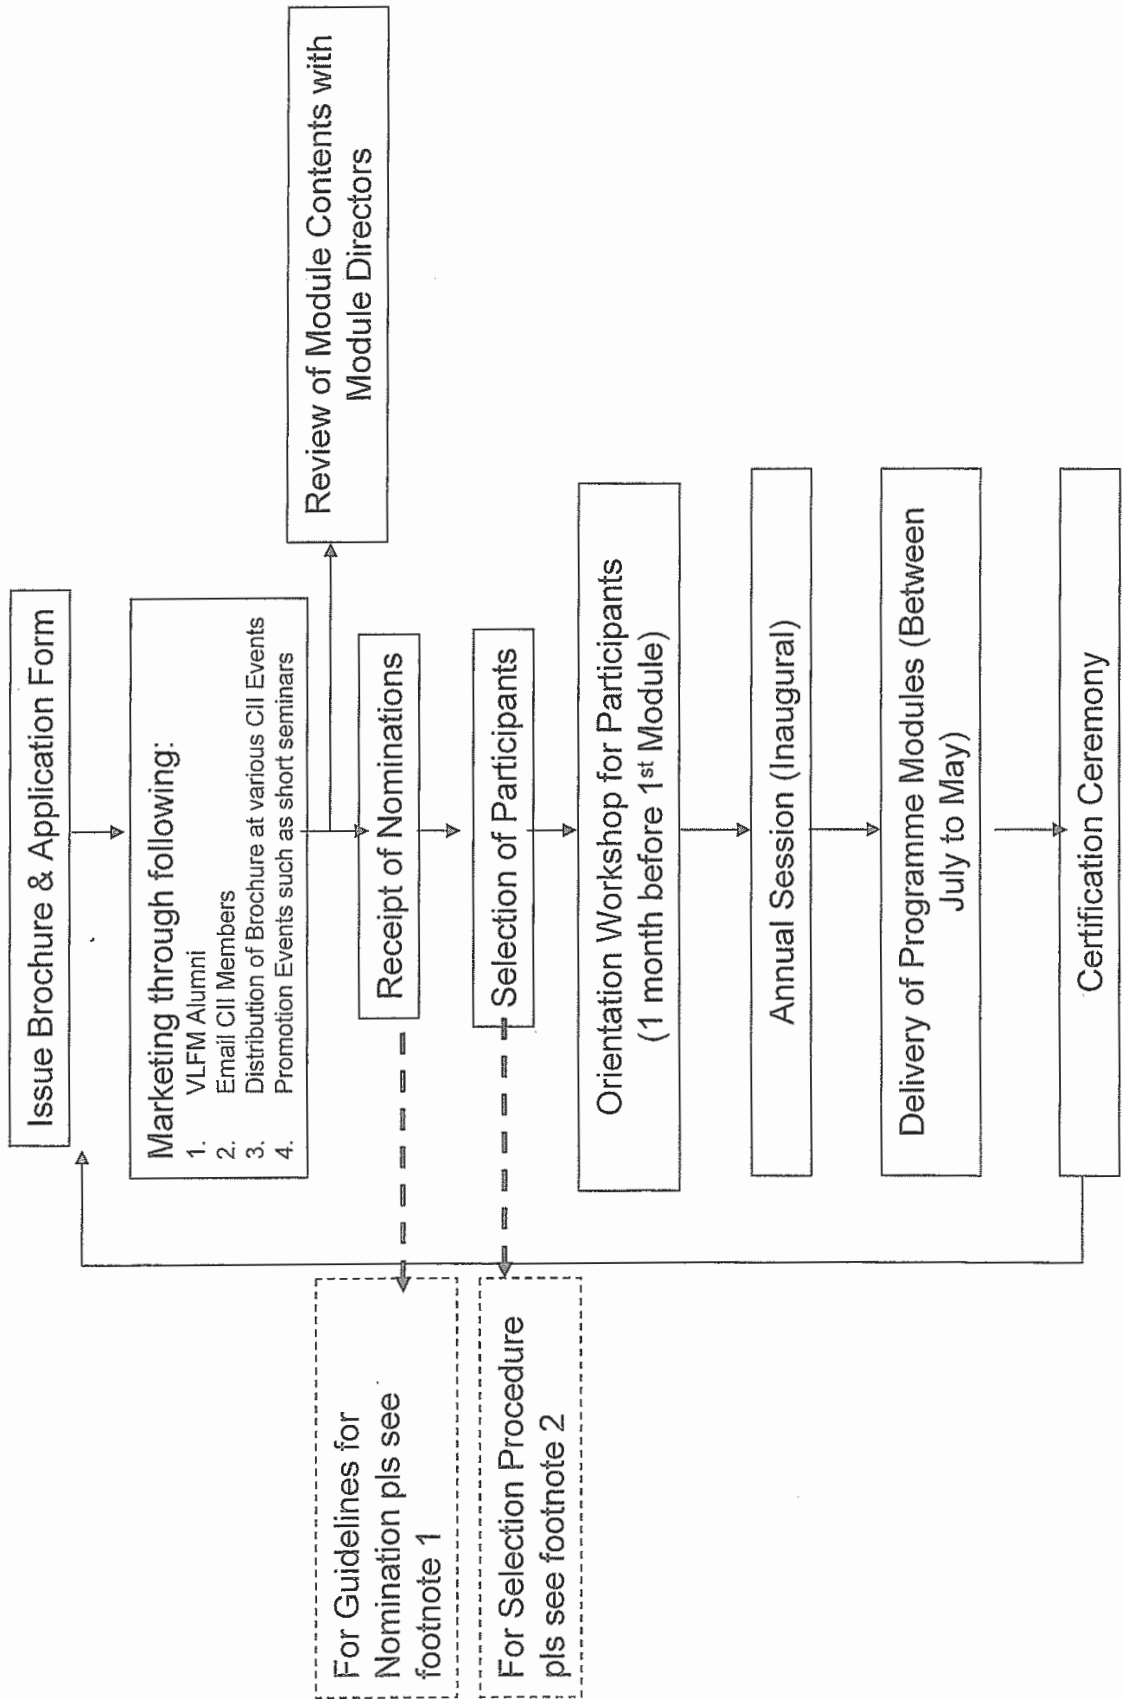 Issue Brochure & Application Form
Marketing through following:
1. VLFM Alumni
2. Email CII Members
3. Distribution of Brochure at various CII Events
4. Promotion Events such as short seminars
Review of Module Contents with
Module Directors
For Guidelines for
Nomination pls see
footnote 1
Receipt of Nominations
For Selection Procedure
pls see footnote 2
Selection of Participants
Orientation Workshop for Participants
(1 month before 1st Module)
Annual Session (Inaugural)
Delivery of Programme Modules (Between
July to May)
Certification Ceremony